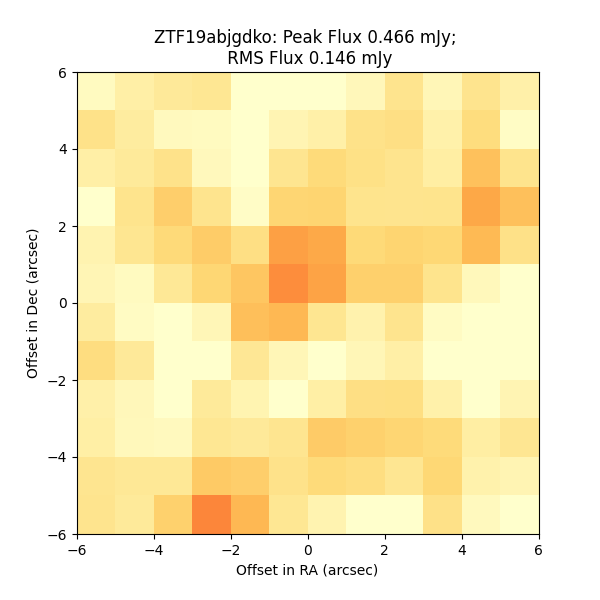 ZTF19abjgdko: Peak Flux 0.466 mJy;
RMS Flux 0.146 mJy
6
4
2
0
−2
−4
−6
Offset in Dec (arcsec)
−6 −4 −2 0 2 4 6
Offset in RA (arcsec)